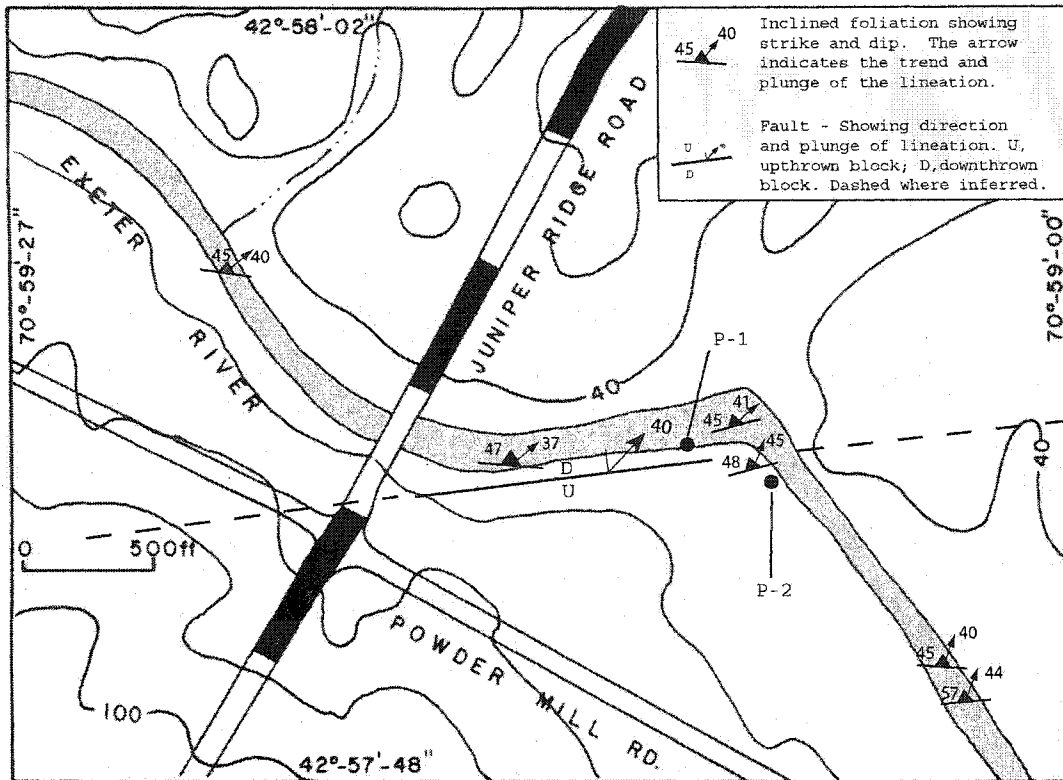 42°-58'-02"
45 40
Inclined foliation showing
strike and dip. The arrow
indicates the trend and
plunge of the lineation.
U
D
Fault - Showing direction
and plunge of lineation. U,
upthrown block; D,downthrown
block. Dashed where inferred.
70°-59'-27"
70°-59'-00"
EXETER
RIVER
JUNIPER RIDGE ROAD
45 40
P-1
40
41
45
40
45
47 37
48
D
U
40
0 500ft
P-2
POWDER MILL RD.
40
45
44
57
100
42°-57'-48"